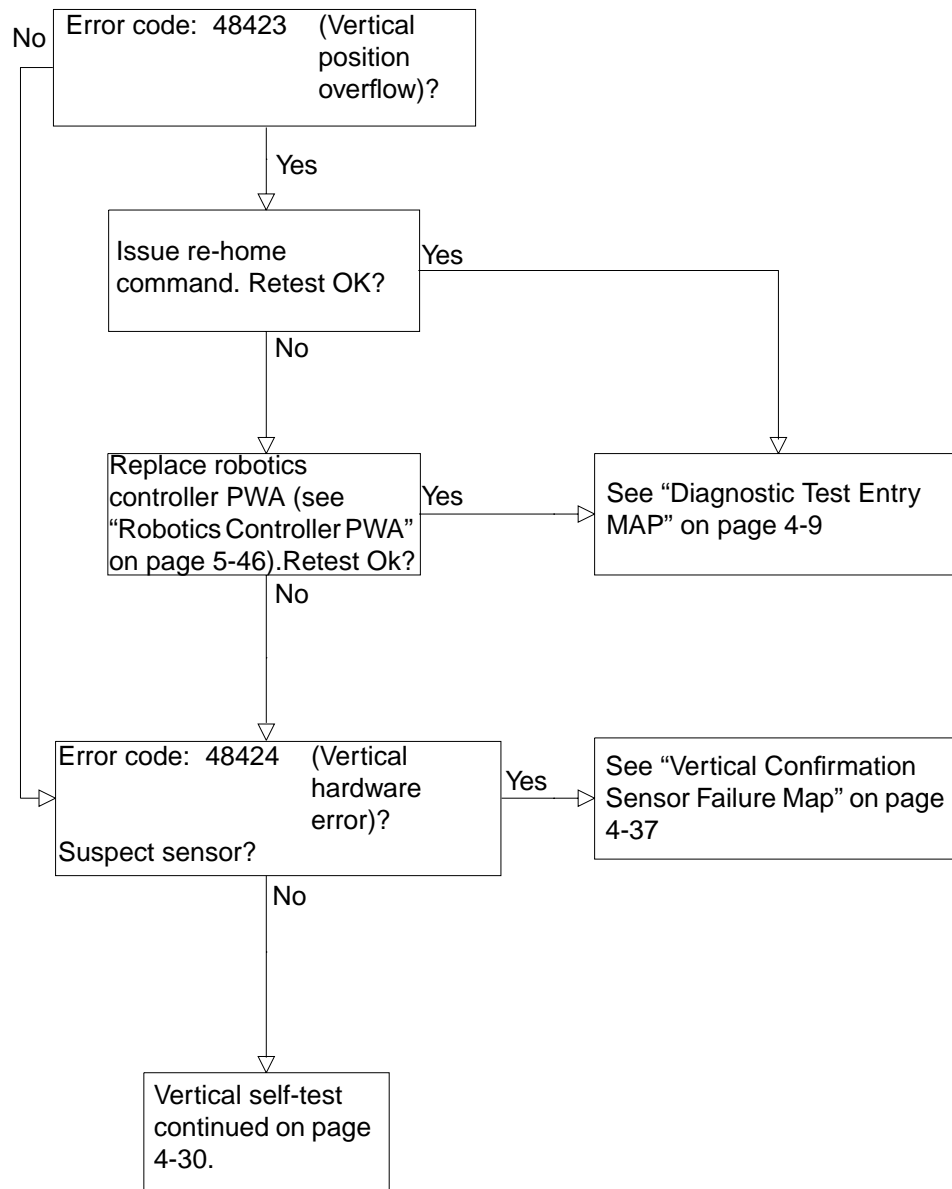 Error code: 48423 (Vertical
position
overflow)?
No
Yes
Issue re-home
command. Retest OK?
Yes
No
Replace robotics
controller PWA (see
“Robotics Controller PWA”
on page 5-46).Retest Ok?
Yes
See “Diagnostic Test Entry
MAP” on page 4-9
No
Error code: 48424 (Vertical
hardware
error)?
Suspect sensor?
Yes
See “Vertical Confirmation
Sensor Failure Map” on page
4-37
No
Vertical self-test
continued on page
4-30.